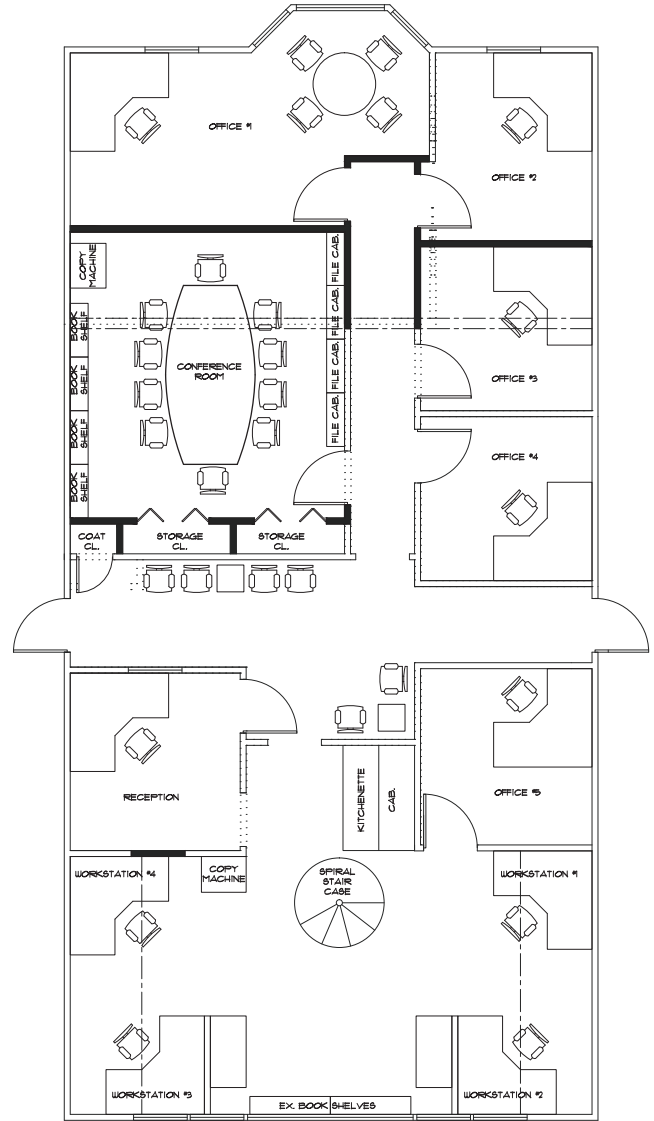 OFFICE #1
OFFICE #2
COPY
MACHINE
FILE CAB.
FILE CAB.
FILE CAB.
FILE CAB.
BOOK
SHELF
BOOK
SHELF
BOOK
SHELF
BOOK
SHELF
CONFERENCE
ROOM
OFFICE #3
OFFICE #4
COAT
CL.
STORAGE
CL.
STORAGE
CL.
RECEPTION
KITCHENETTE
CAB.
OFFICE #5
WORKSTATION #4
COPY
MACHINE
SPIRAL
STAIR
CASE
WORKSTATION #1
WORKSTATION #3
WORKSTATION #2
EX. BOOK SHELVES